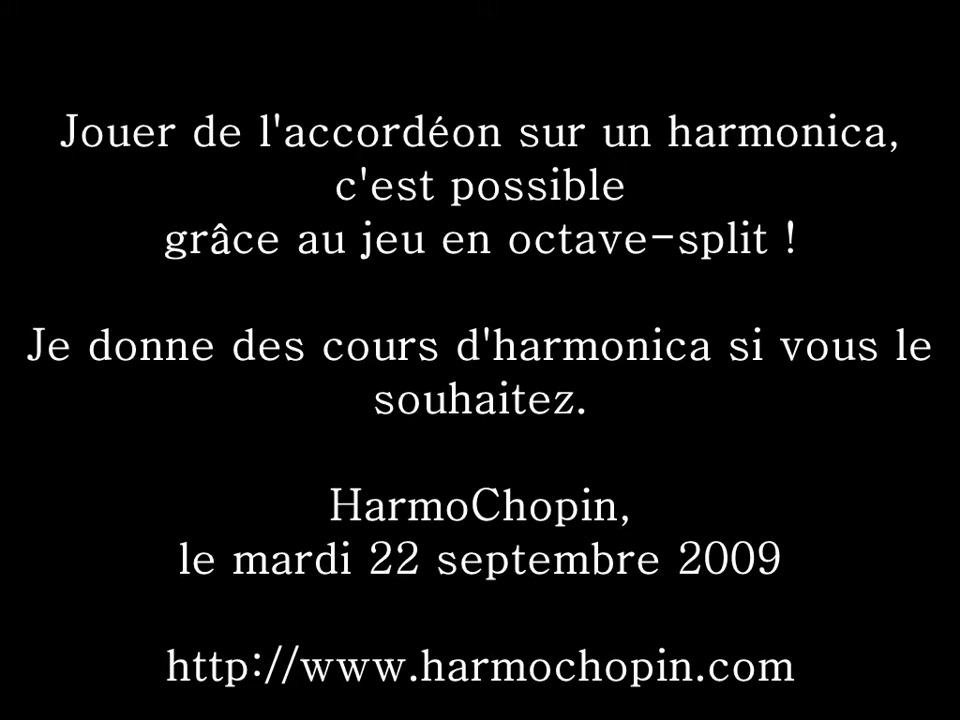 Jouer de l'accordéon sur un harmonica,
c'est possible
grâce au jeu en octave-split !
Je donne des cours d'harmonica si vous le
souhaitez.
HarmoChopin,
le mardi 22 septembre 2009
http://www.harmochopin.com